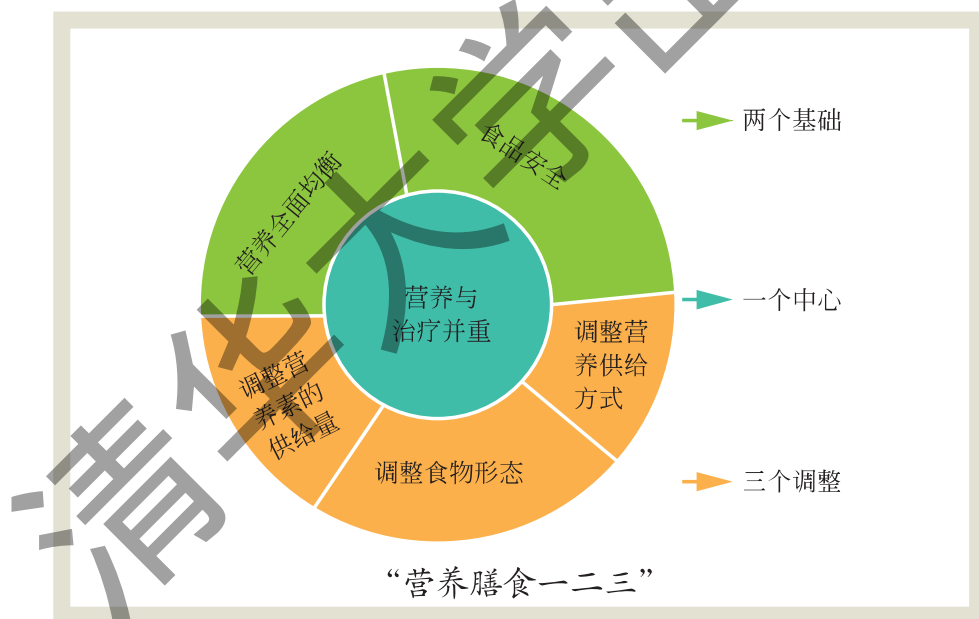 两个基础
食品安全
营养全面均衡
一个中心
营养与
治疗并重
调整营
养供给
方式
调整营
养素的
供给量
调整食物形态
三个调整
“营养膳食一二三”
清华大学